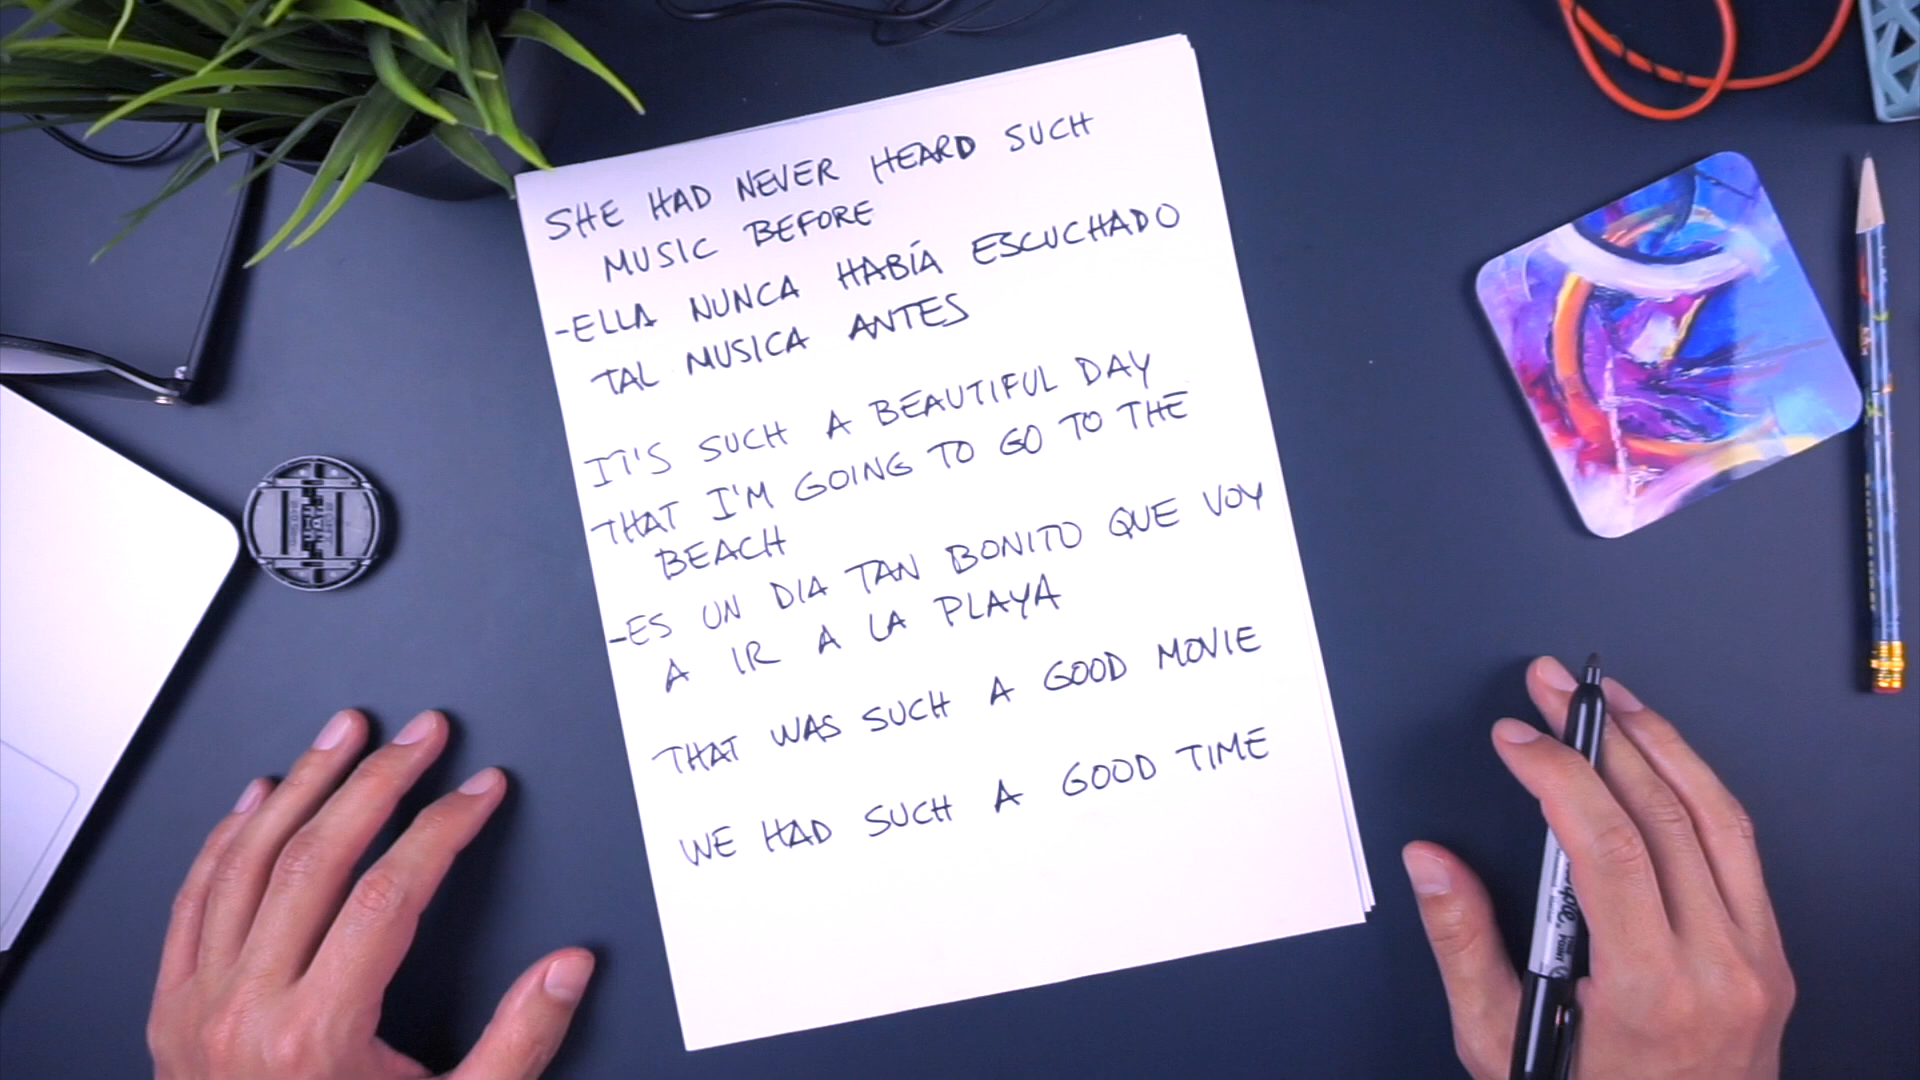 SHE HAD NEVER HEARD SUCH
MUSIC BEFORE
-ELLA NUNCA HABÍA ESCUCHADO
TAL MUSICA ANTES
IT'S SUCH A BEAUTIFUL DAY
THAT I'M GOING TO GO TO THE
BEACH
-ES UN DIA TAN BONITO QUE VOY
A IR A LA PLAYA
THAT WAS SUCH A GOOD MOVIE
WE HAD SUCH A GOOD TIME